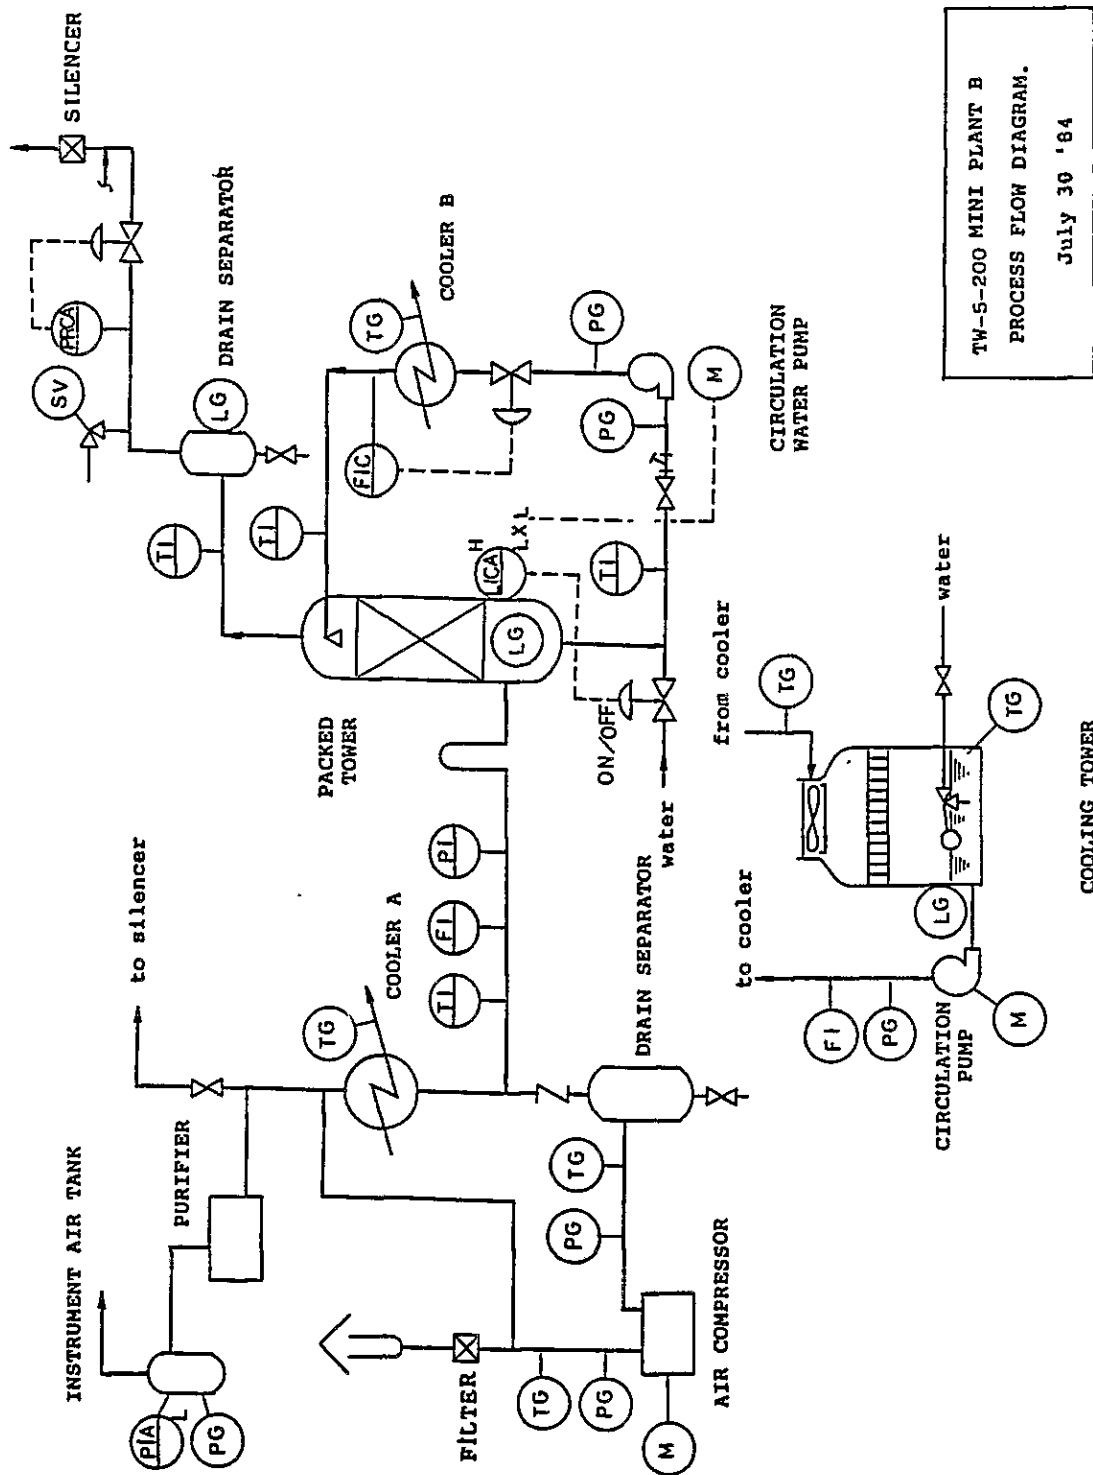 INSTRUMENT AIR TANK
PIA
L
PG
PURIFIER
to silencer
FILTER
TG
PG
M
AIR COMPRESSOR
PG
TG
DRAIN SEPARATOR
TG
COOLER A
TI
FI
PI
PACKED
TOWER
LG
LICA
H
L X L
ON/OFF
water
TI
TI
TI
LG
DRAIN SEPARATOR
SV
PRCA
SILENCER
FIC
TG
COOLER B
PG
PG
M
CIRCULATION
WATER PUMP
to cooler
FI
PG
M
CIRCULATION
PUMP
LG
from cooler
TG
water
TG
COOLING TOWER
TW-S-200 MINI PLANT B
PROCESS FLOW DIAGRAM.
July 30 '84